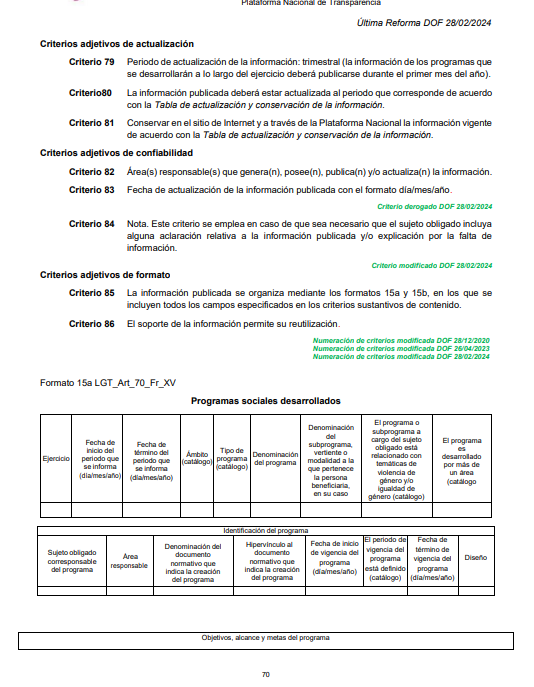 Plataforma Nacional de Transparencia
Última Reforma DOF 28/02/2024
Criterios adjetivos de actualización
Criterio 79 Periodo de actualización de la información: trimestral (la información de los programas
que se desarrollarán a lo largo del ejercicio deberá publicarse durante el primer mes del año).
Criterio80 La información publicada deberá estar actualizada al periodo que corresponde de acuerdo
con la Tabla de actualización y conservación de la información.
Criterio 81 Conservar en el sitio de Internet y a través de la Plataforma Nacional la información vigente
de acuerdo con la Tabla de actualización y conservación de la información.
Criterios adjetivos de confiabilidad
Criterio 82 Área(s) responsable(s) que genera(n), posee(n), publica(n) y/o actualiza(n) la información.
Criterio 83 Fecha de actualización de la información publicada con el formato día/mes/año.
Criterio derogado DOF 28/02/2024
Criterio 84 Nota. Este criterio se emplea en caso de que sea necesario que el sujeto obligado incluya
alguna aclaración relativa a la información publicada y/o explicación por la falta de
información.
Criterio modificado DOF 28/02/2024
Criterios adjetivos de formato
Criterio 85 La información publicada se organiza mediante los formatos 15a y 15b, en los que se
incluyen todos los campos especificados en los criterios sustantivos de contenido.
Criterio 86 El soporte de la información permite su reutilización.
Numeración de criterios modificada DOF 28/12/2020
Numeración de criterios modificada DOF 26/04/2023
Numeración de criterios modificada DOF 28/02/2024
Formato 15a LGT_Art_70_Fr_XV
Programas sociales desarrollados
Ejercicio
Fecha de
inicio del
periodo que
se informa
(día/mes/año)
Fecha de
término del
periodo que
se informa
(día/mes/año)
Ámbito
(catálogo)
Tipo de
programa
(catálogo)
Denominación
del programa
Denominación
del
subprograma,
vertiente o
modalidad a la
que pertenece
la persona
beneficiaria,
en su caso
El programa o
subprograma a
cargo del sujeto
obligado está
relacionado con
temáticas de
violencia de
género y/o
igualdad de
género (catálogo)
El programa
es
desarrollado
por más de
un área
(catálogo
Identificación del programa
Sujeto obligado
corresponsable
del programa
Área
responsable
Denominación del
documento
normativo que
indica la creación
del programa
Hipervínculo al
documento
normativo que
indica la creación
del programa
Fecha de inicio
de vigencia del
programa
(día/mes/año)
El periodo de
vigencia del
programa
está definido
(catálogo)
Fecha de
término de
vigencia del
programa
(día/mes/año)
Diseño
Objetivos, alcance y metas del programa
70